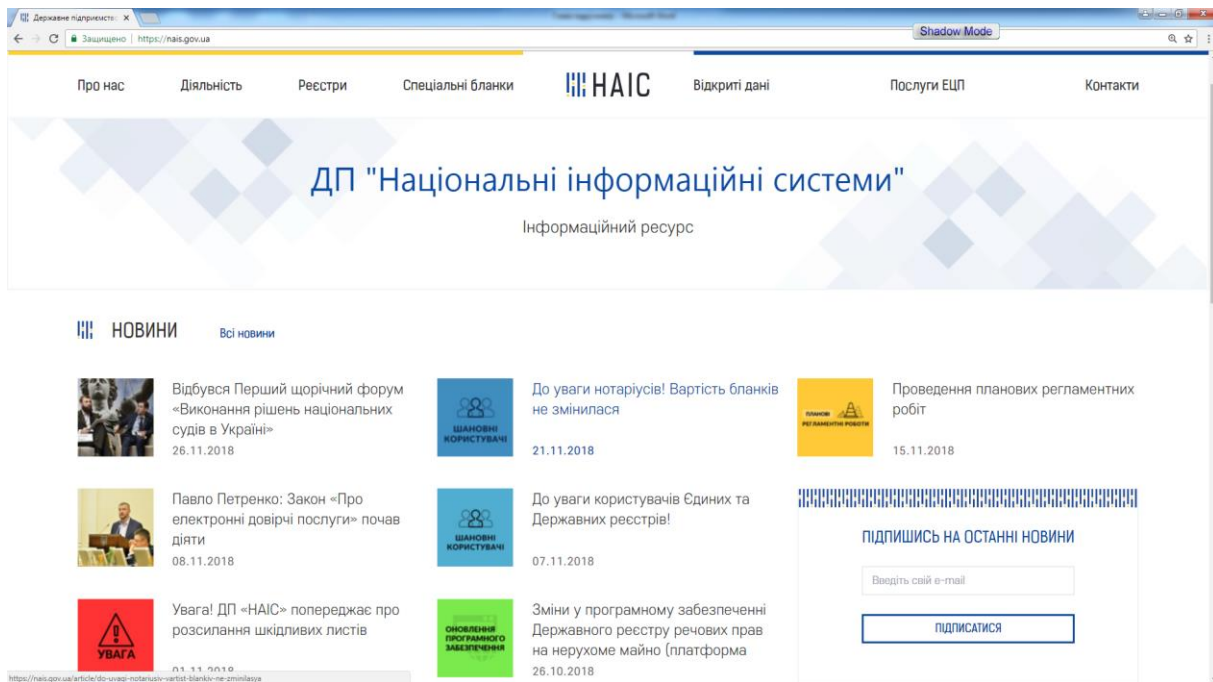 Державне підприємств
Shadow Mode
Защищено | https://nais.gov.ua
Про нас
Діяльність
Реєстри
Спеціальні бланки
НАІС
Відкриті дані
Послуги ЕЦП
Контакти
ДП "Національні інформаційні системи"
Інформаційний ресурс
НОВИНИ
Всі новини
Відбувся Перший щорічний форум
«Виконання рішень національних
судів в Україні»
26.11.2018
ШАНОВНІ
КОРИСТУВАЧІ
До уваги нотаріусів! Вартість бланків
не змінилася
21.11.2018
ПЛАНОВІ
РЕГЛАМЕНТНІ РОБОТИ
Проведення планових регламентних
робіт
15.11.2018
Павло Петренко: Закон «Про
електронні довірчі послуги» почав
діяти
08.11.2018
ШАНОВНІ
КОРИСТУВАЧІ
До уваги користувачів Єдиних та
Державних реєстрів!
07.11.2018
ПІДПИШИСЬ НА ОСТАННІ НОВИНИ
Введіть свій e-mail
ПІДПИСАТИСЯ
УВАГА
Увага! ДП «НАІС» попереджає про
розсилання шкідливих листів
01.11.2018
ОНОВЛЕННЯ
ПРОГРАМНОГО
ЗАБЕЗПЕЧЕННЯ
Зміни у програмному забезпеченні
Державного реєстру речових прав
на нерухоме майно (платформа
26.10.2018
https://nais.gov.ua/article/do-uvagi-notariusiv-vartist-blankiv-ne-zminilasya